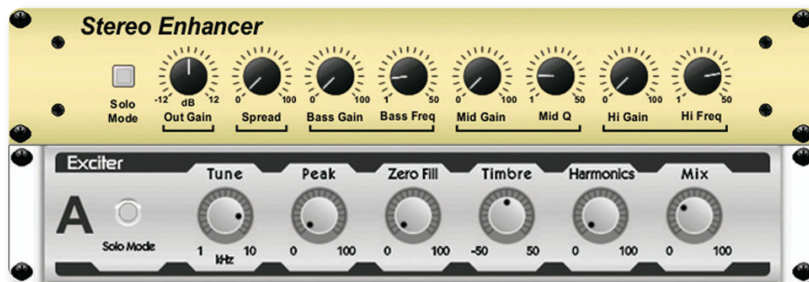 Stereo Enhancer
Solo
Mode
-12 dB 12
Out Gain
0 100
Spread
0 100
Bass Gain
1 50
Bass Freq
0 100
Mid Gain
1 50
Mid Q
0 100
Hi Gain
1 50
Hi Freq
Exciter
A
Solo Mode
Tune
1 10
kHz
Peak
0 100
Zero Fill
0 100
Timbre
-50 50
Harmonics
0 100
Mix
0 100